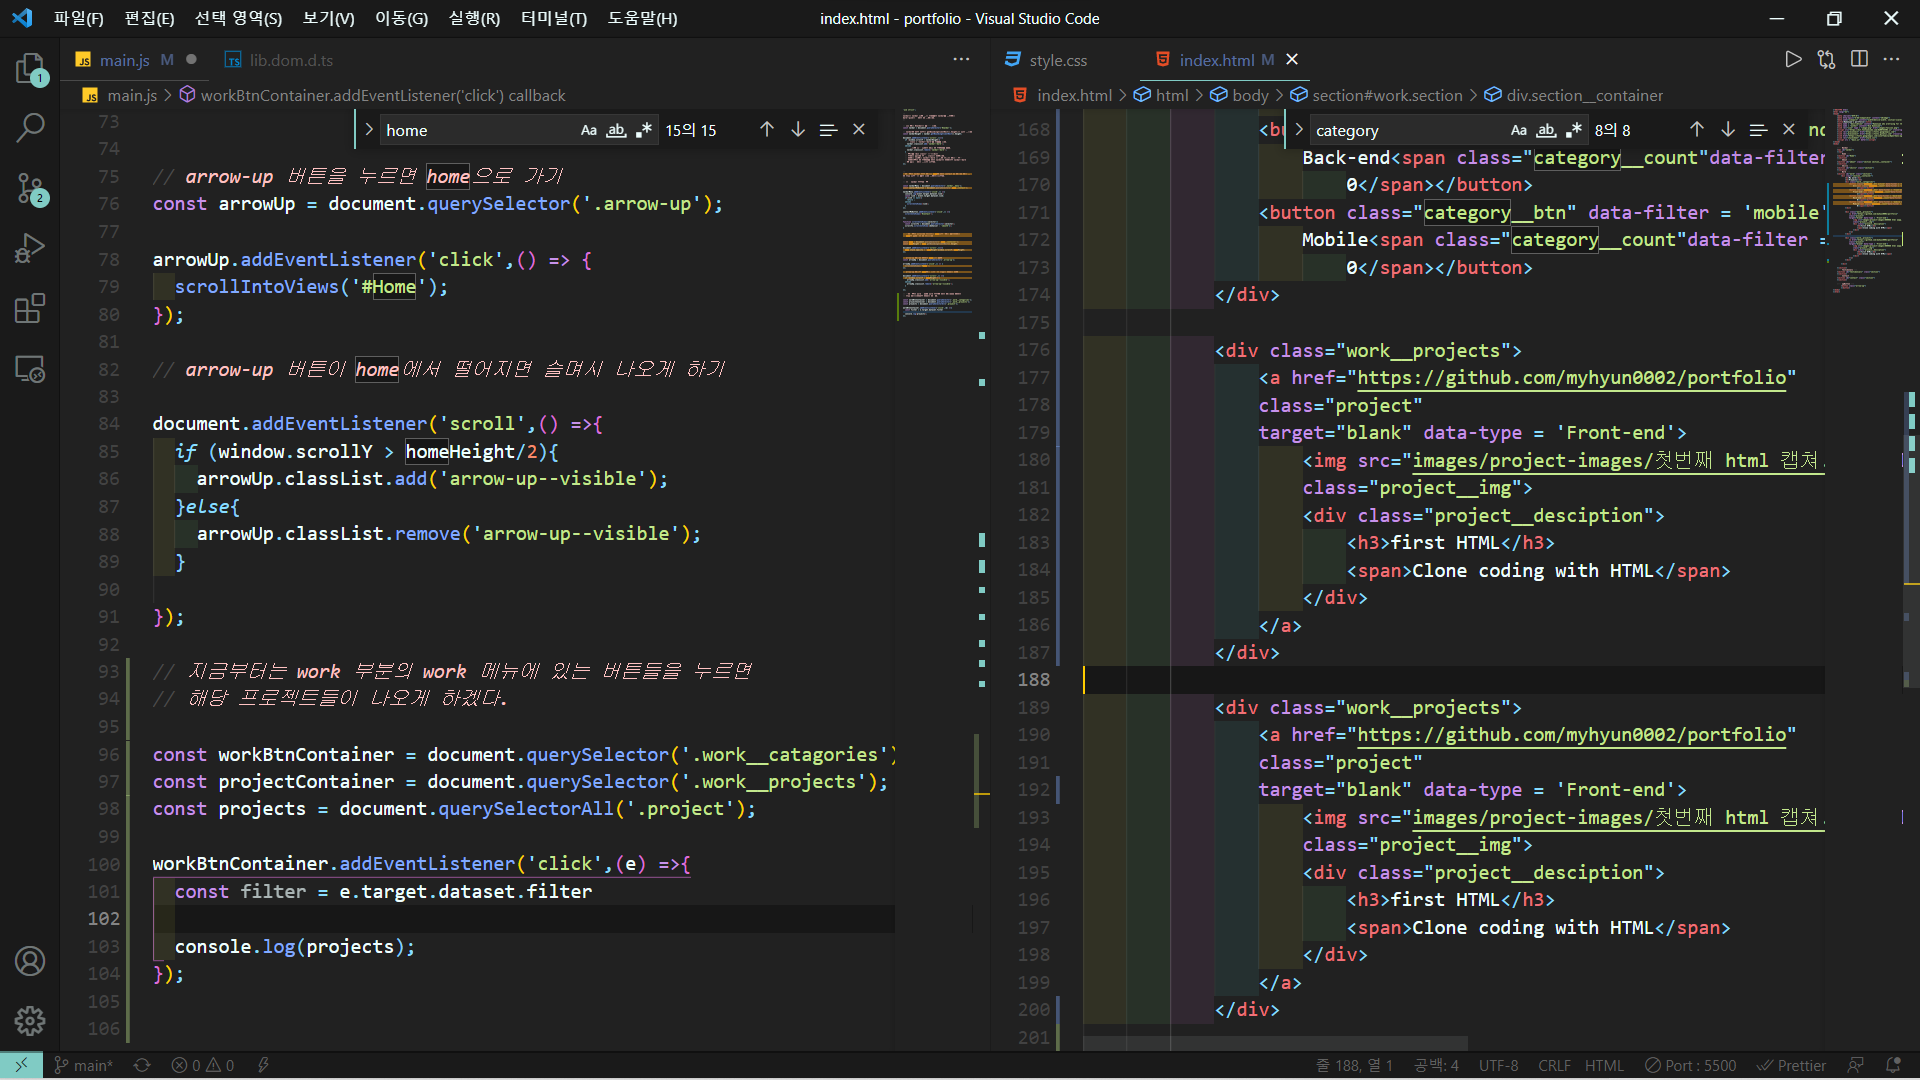 파일(F) 편집(E) 선택 영역(S) 보기(V) 이동(G) 실행(R) 터미널(T) 도움말(H)
index.html - portfolio - Visual Studio Code
main.js M
lib.dom.d.ts
main.js > workBtnContainer.addEventListener('click') callback
home
Aa ab
15의 15
73
74
75 // arrow-up 버튼을 누르면 home으로 가기
76 const arrowUp = document.querySelector('.arrow-up');
77
78 arrowUp.addEventListener('click',() => {
79 scrollIntoViews('#Home');
80 });
81
82 // arrow-up 버튼이 home에서 떨어지면 슬며시 나오게 하기
83
84 document.addEventListener('scroll',() =>{
85 if (window.scrollY > homeHeight/2){
86 arrowUp.classList.add('arrow-up--visible');
87 }else{
88 arrowUp.classList.remove('arrow-up--visible');
89 }
90
91 });
92
93 // 지금부터는 work 부분의 work 메뉴에 있는 버튼들을 누르면
94 // 해당 프로젝트들이 나오게 하겠다.
95
96 const workBtnContainer = document.querySelector('.work__catagories')
97 const projectContainer = document.querySelector('.work__projects');
98 const projects = document.querySelectorAll('.project');
99
100 workBtnContainer.addEventListener('click',(e) =>{
101 const filter = e.target.dataset.filter
102
103 console.log(projects);
104 });
105
106
style.css
index.html M
index.html > html > body > section#work.section > div.section__container
category
Aa ab
8의 8
168 <bu
169 Back-end<span class="category__count"data-filter
170 0</span></button>
171 <button class="category__btn" data-filter = 'mobile'
172 Mobile<span class="category__count"data-filter =
173 0</span></button>
174 </div>
175
176 <div class="work__projects">
177 <a href="https://github.com/myhyun0002/portfolio"
178 class="project"
179 target="blank" data-type = 'Front-end'>
180 <img src="images/project-images/첫번째 html 캡쳐.
181 class="project__img">
182 <div class="project__desciption">
183 <h3>first HTML</h3>
184 <span>Clone coding with HTML</span>
185 </div>
186 </a>
187 </div>
188
189 <div class="work__projects">
190 <a href="https://github.com/myhyun0002/portfolio"
191 class="project"
192 target="blank" data-type = 'Front-end'>
193 <img src="images/project-images/첫번째 html 캡쳐.
194 class="project__img">
195 <div class="project__desciption">
196 <h3>first HTML</h3>
197 <span>Clone coding with HTML</span>
198 </div>
199 </a>
200 </div>
201
1
2
main* 0 0
줄 188, 열 1 공백: 4 UTF-8 CRLF HTML Port : 5500 Prettier